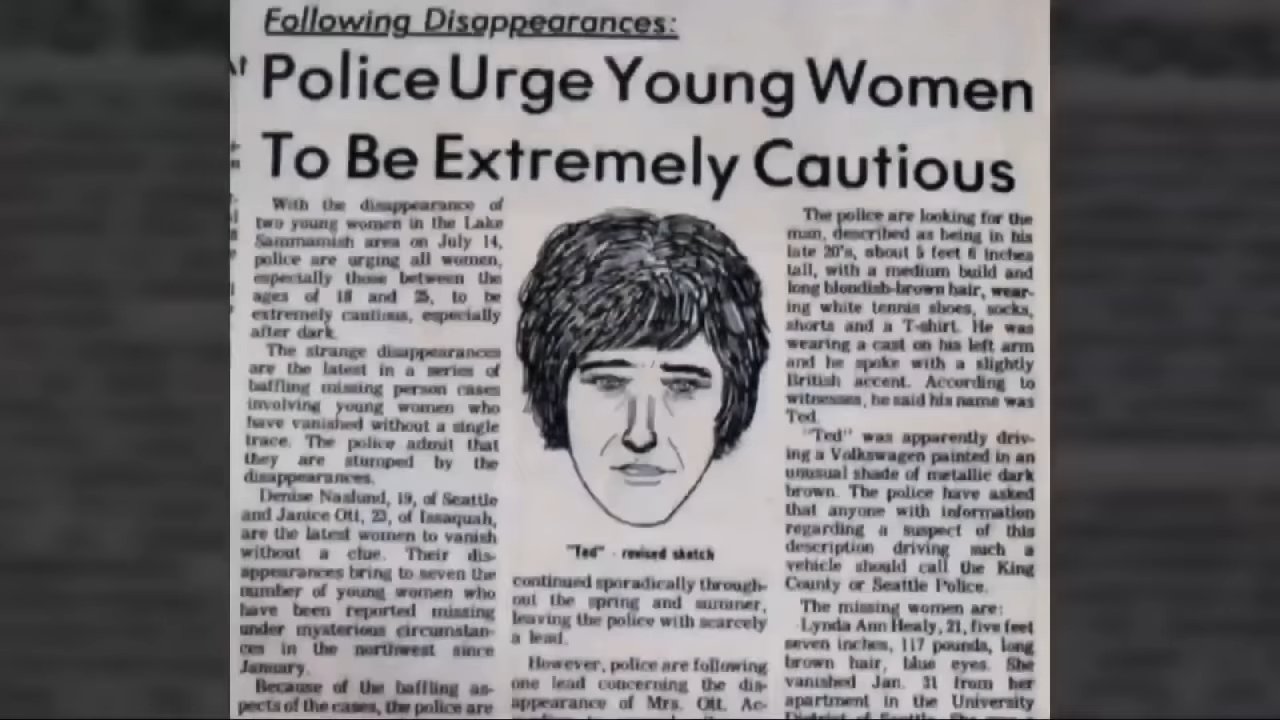 Following Disappearances:
Police Urge Young Women
To Be Extremely Cautious
With the disappearance of
two young women in the Lake
Sammamish area on July 14,
police are urging all women,
especially those between the
ages of 18 and 25, to be
extremely cautious, especially
after dark.
The strange disappearances
are the latest in a series of
baffling missing person cases
involving young women who
have vanished without a single
trace. The police admit that
they are stumped by the
disappearances.
Denise Naslund, 19, of Seattle
and Janice Ott, 23, of Issaquah,
are the latest women to vanish
without a clue. Their dis-
appearances bring to seven the
number of young women who
have been reported missing
under mysterious circumstan-
ces in the northwest since
January.
Because of the baffling as-
pects of the cases, the police are
"Ted" - revised sketch
continued sporadically through-
out the spring and summer,
leaving the police with scarcely
a lead.
However, police are following
one lead concerning the dis-
appearance of Mrs. Ott. Ac-
The police are looking for the
man, described as being in his
late 20's, about 5 feet 6 inches
tall, with a medium build and
long blondish-brown hair, wear-
ing white tennis shoes, socks,
shorts and a T-shirt. He was
wearing a cast on his left arm
and he spoke with a slightly
British accent. According to
witnesses, he said his name was
Ted.
"Ted" was apparently driv-
ing a Volkswagen painted in an
unusual shade of metallic dark
brown. The police have asked
that anyone with information
regarding a suspect of this
description driving such a
vehicle should call the King
County or Seattle Police.
The missing women are:
Lynda Ann Healy, 21, five feet
seven inches, 117 pounds, long
brown hair, blue eyes. She
vanished Jan. 31 from her
apartment in the University